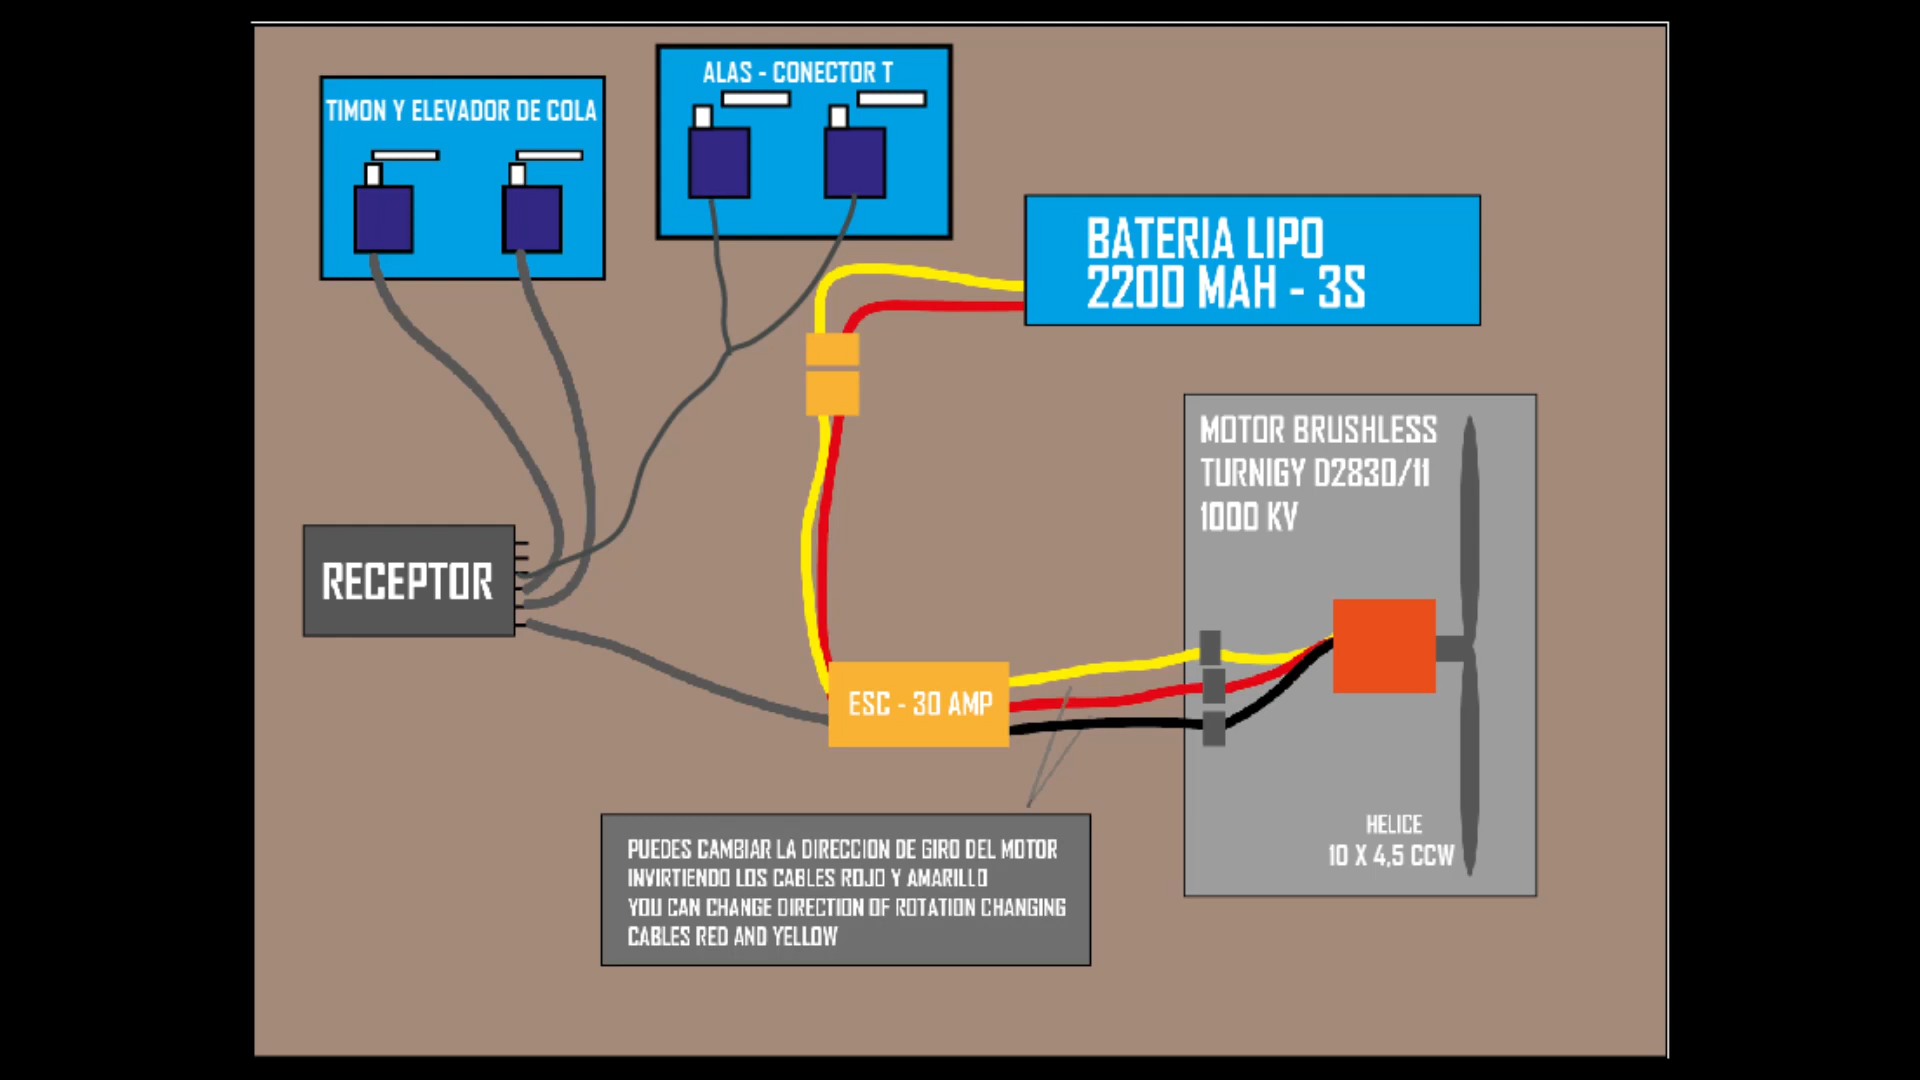 ALAS - CONECTOR T
TIMON Y ELEVADOR DE COLA
BATERIA LIPO
2200 MAH - 3S
MOTOR BRUSHLESS
TURNIGY D2830/11
1000 KV
RECEPTOR
ESC - 30 AMP
HELICE
10 X 4,5 CCW
PUEDES CAMBIAR LA DIRECCION DE GIRO DEL MOTOR
INVIRTIENDO LOS CABLES ROJO Y AMARILLO
YOU CAN CHANGE DIRECTION OF ROTATION CHANGING
CABLES RED AND YELLOW